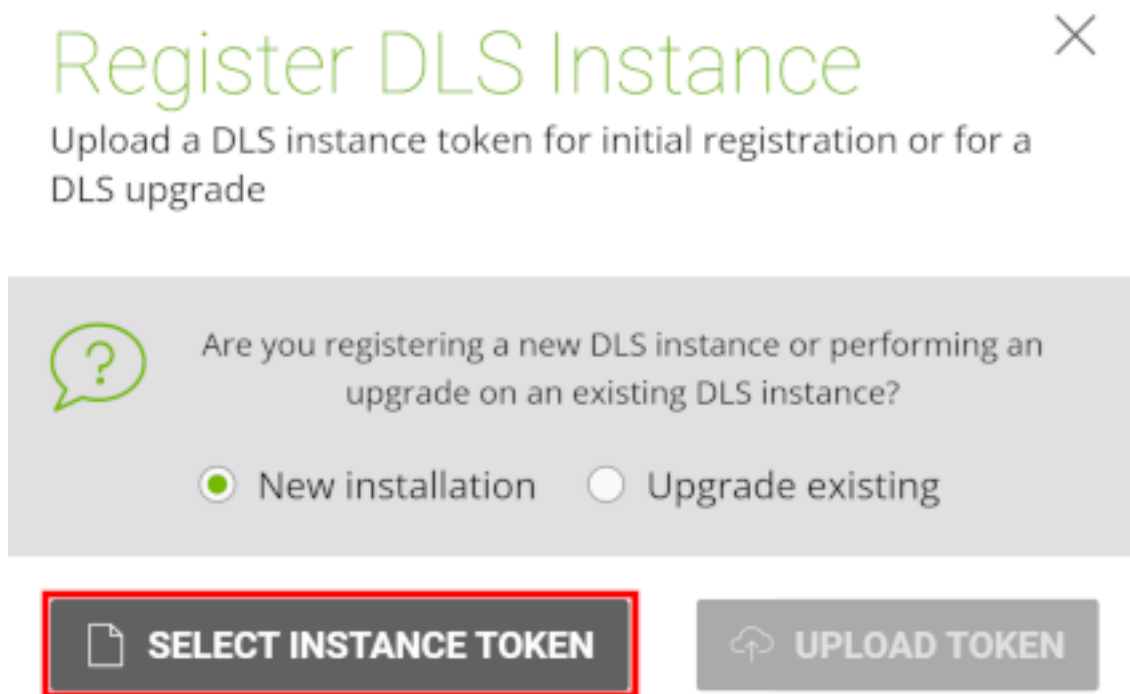 Register DLS Instance
Upload a DLS instance token for initial registration or for a
DLS upgrade
Are you registering a new DLS instance or performing an
upgrade on an existing DLS instance?
New installation Upgrade existing
SELECT INSTANCE TOKEN UPLOAD TOKEN